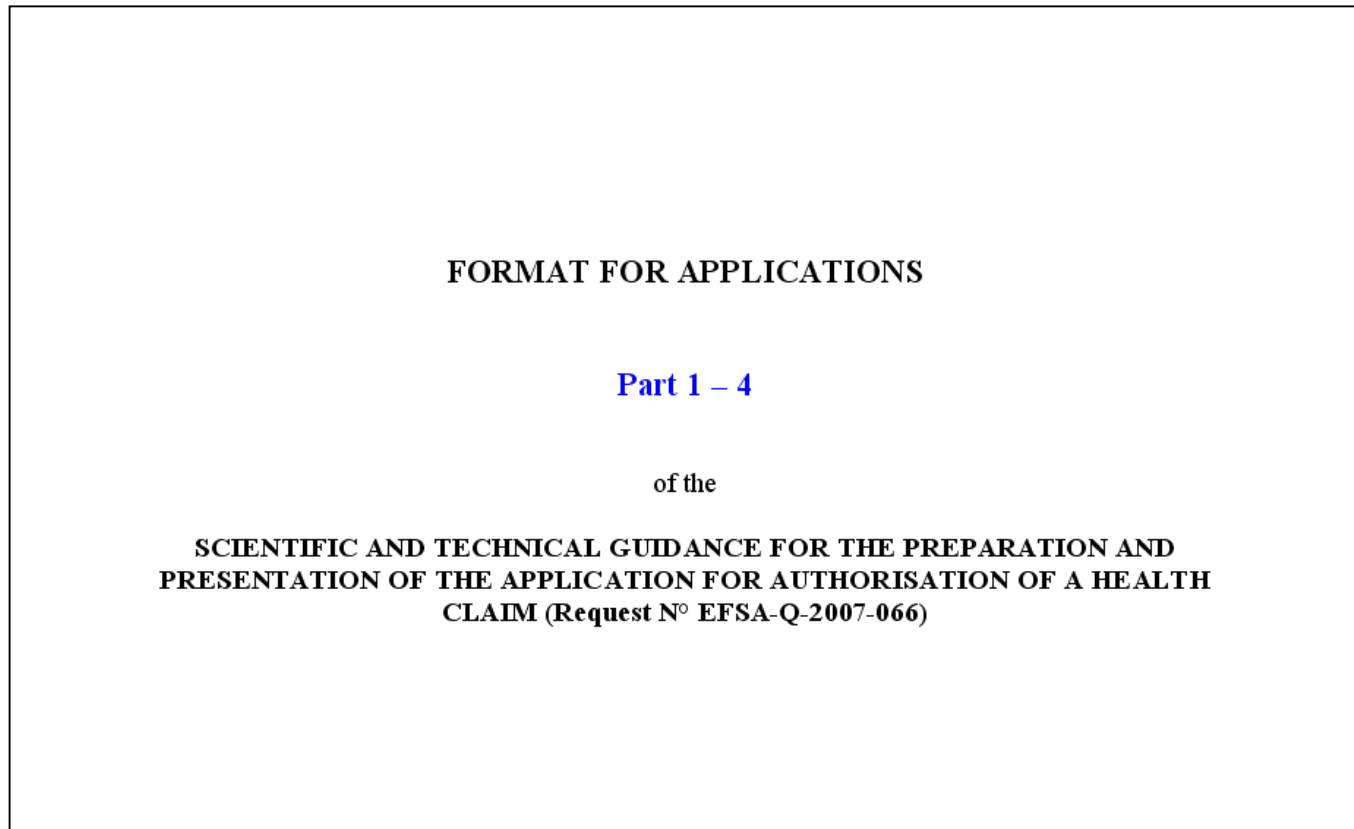 FORMAT FOR APPLICATIONS
Part 1 – 4
of the
SCIENTIFIC AND TECHNICAL GUIDANCE FOR THE PREPARATION AND
PRESENTATION OF THE APPLICATION FOR AUTHORISATION OF A HEALTH
CLAIM (Request N° EFSA-Q-2007-066)